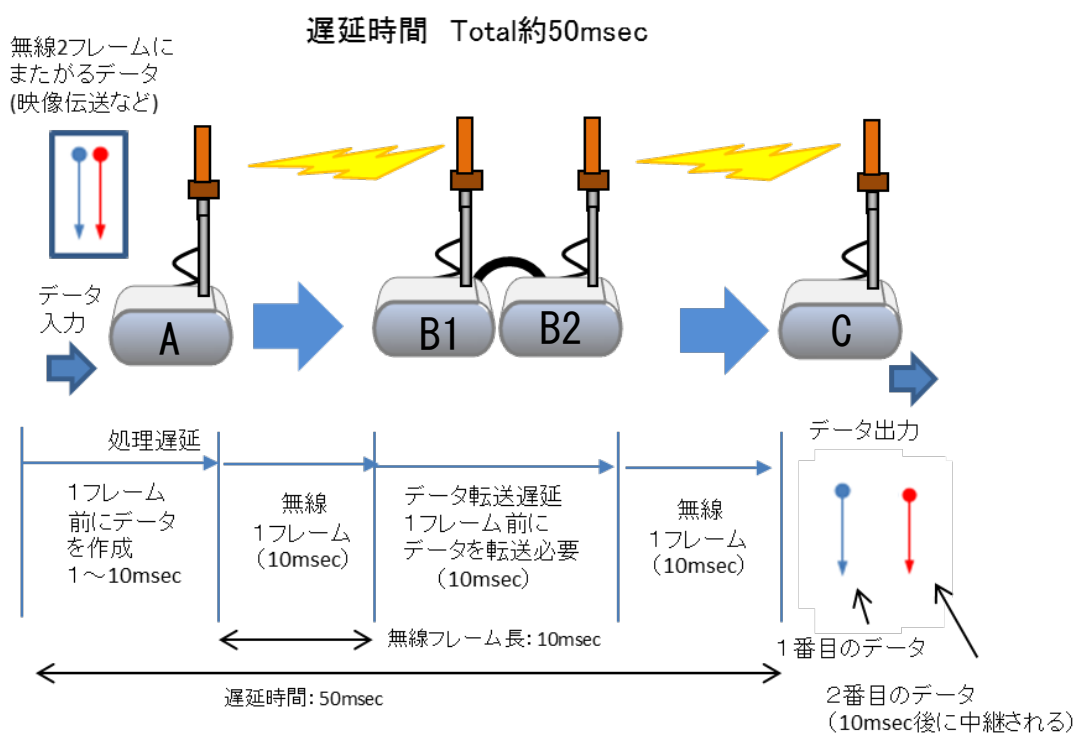 遅延時間 Total約50msec
無線2フレームに
またがるデータ
(映像伝送など)
データ
入力
A
B1
B2
C
データ出力
処理遅延
1フレーム
前にデータ
を作成
1～10msec
無線
1フレーム
(10msec)
データ転送遅延
1フレーム前に
データを転送必要
(10msec)
無線
1フレーム
(10msec)
無線フレーム長：10msec
遅延時間：50msec
１番目のデータ
２番目のデータ
(10msec後に中継される)